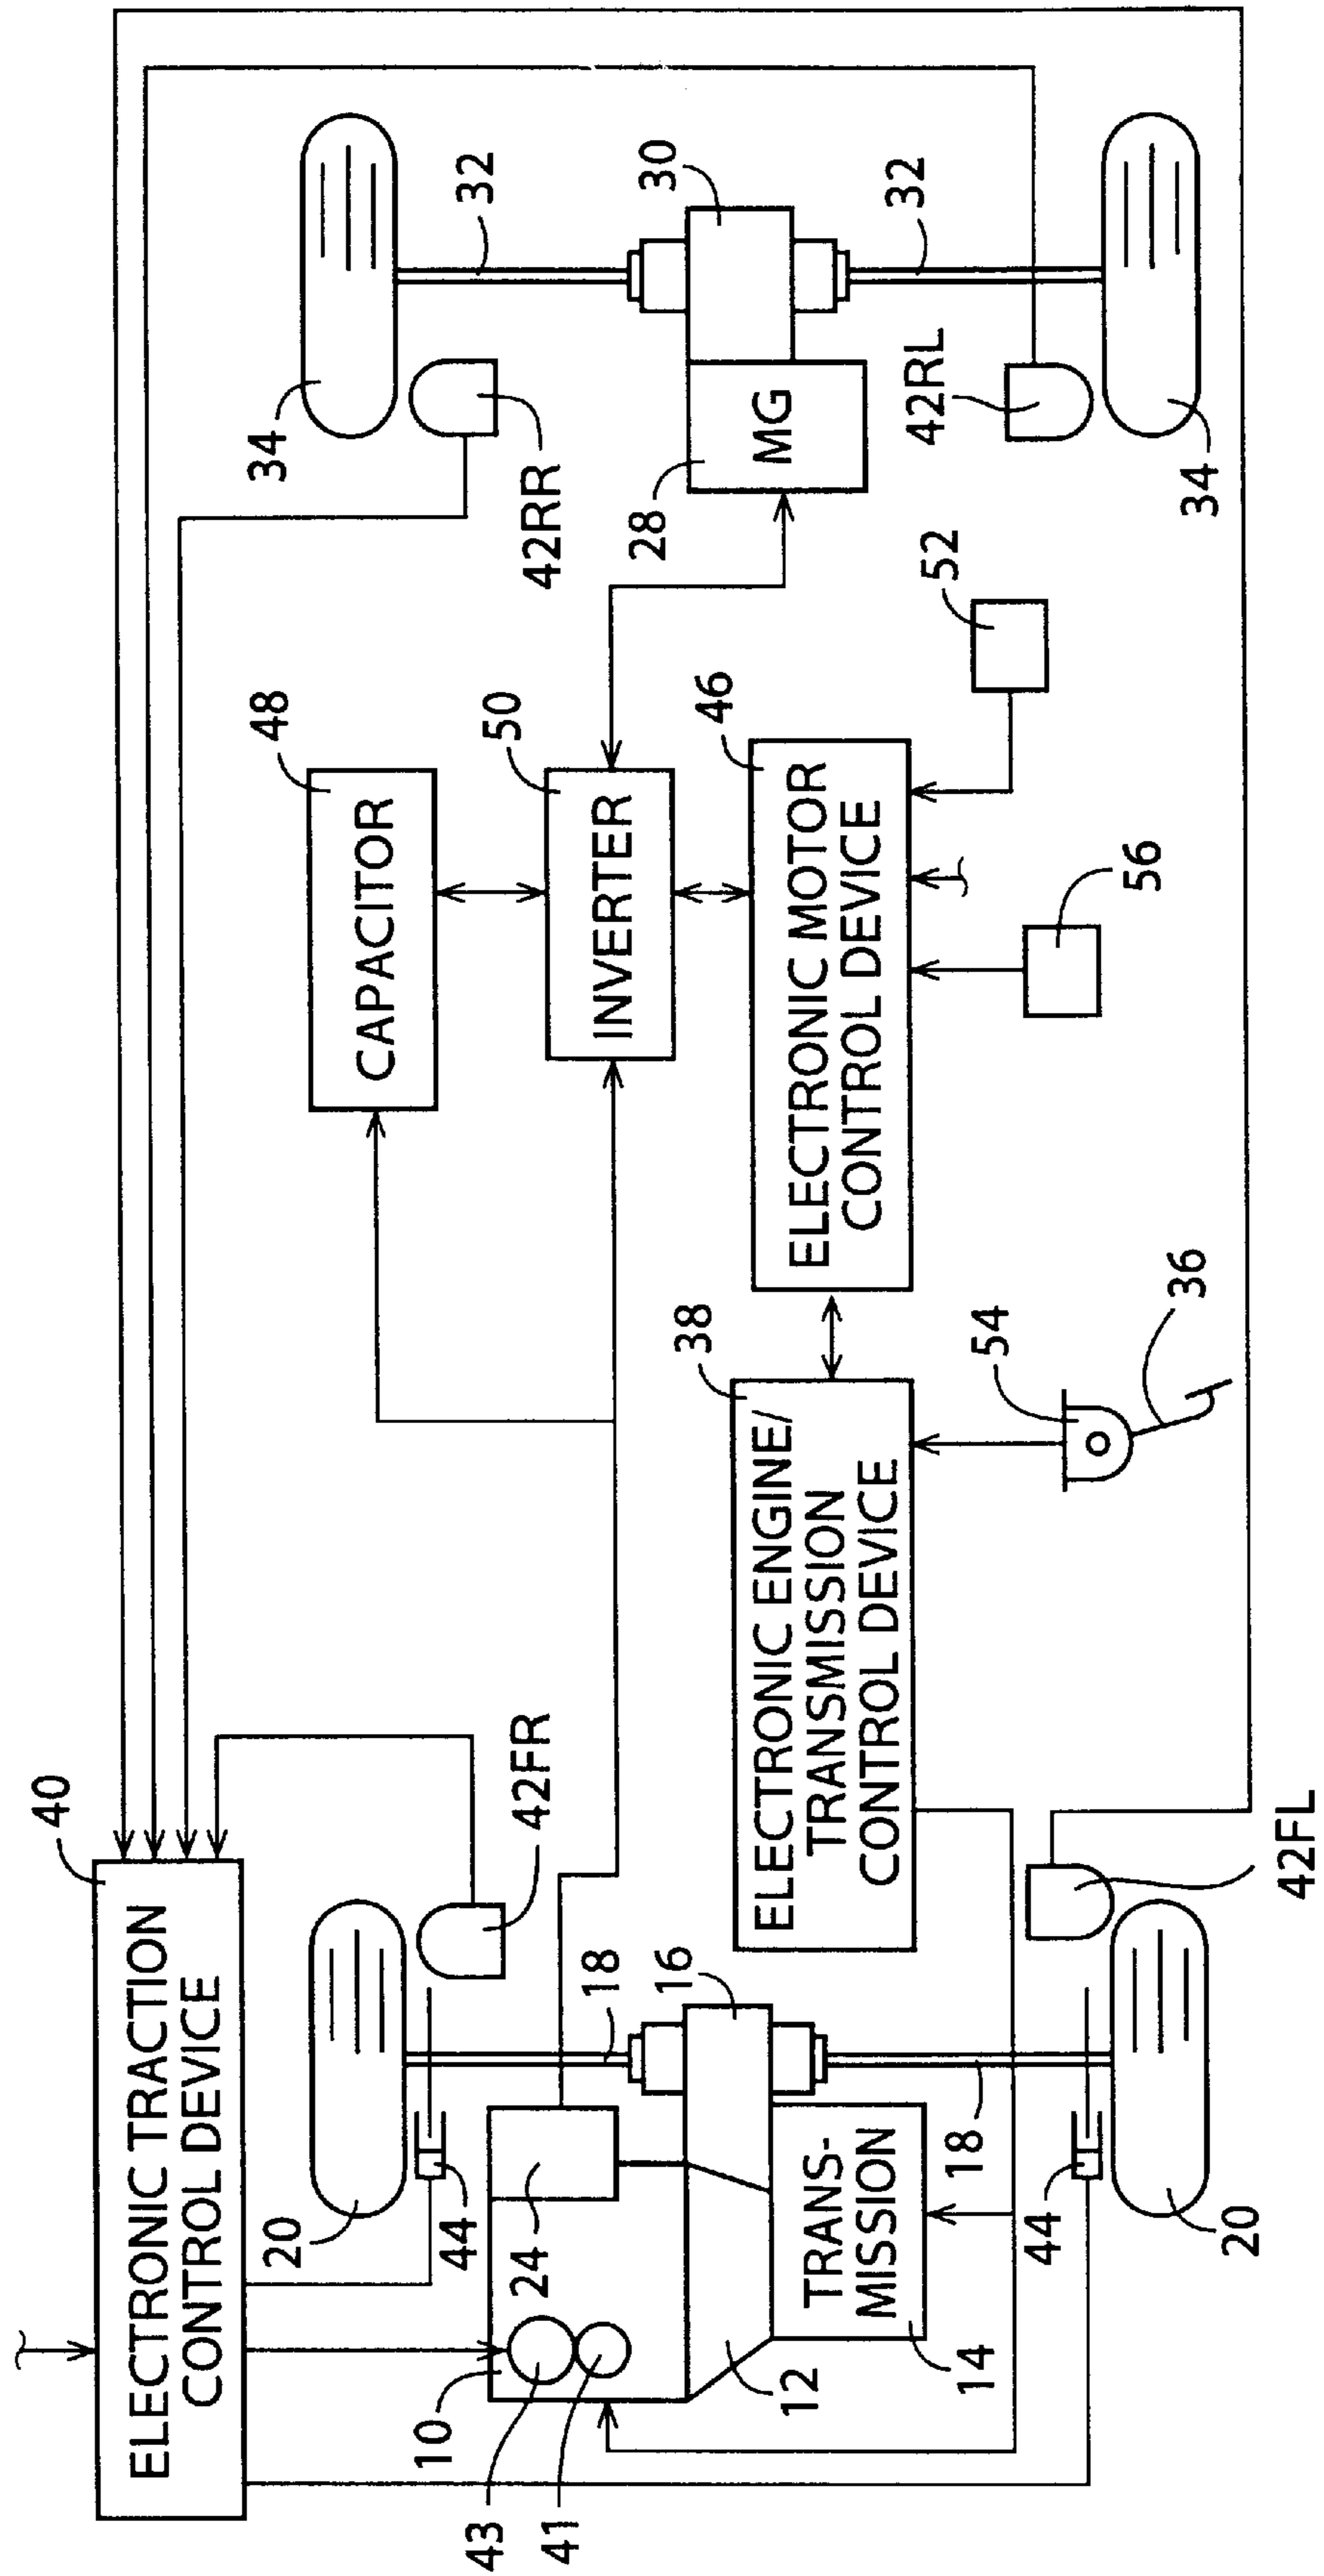 40
ELECTRONIC TRACTION
CONTROL DEVICE
20
44
42FR
34
32
42RR
48
CAPACITOR
10
43
41
24
18
50
INVERTER
28
MG
30
12
16
14
TRANS-
MISSION
38
ELECTRONIC ENGINE/
TRANSMISSION
CONTROL DEVICE
46
ELECTRONIC MOTOR
CONTROL DEVICE
52
32
42RL
18
44
20
42FL
54
36
56
34